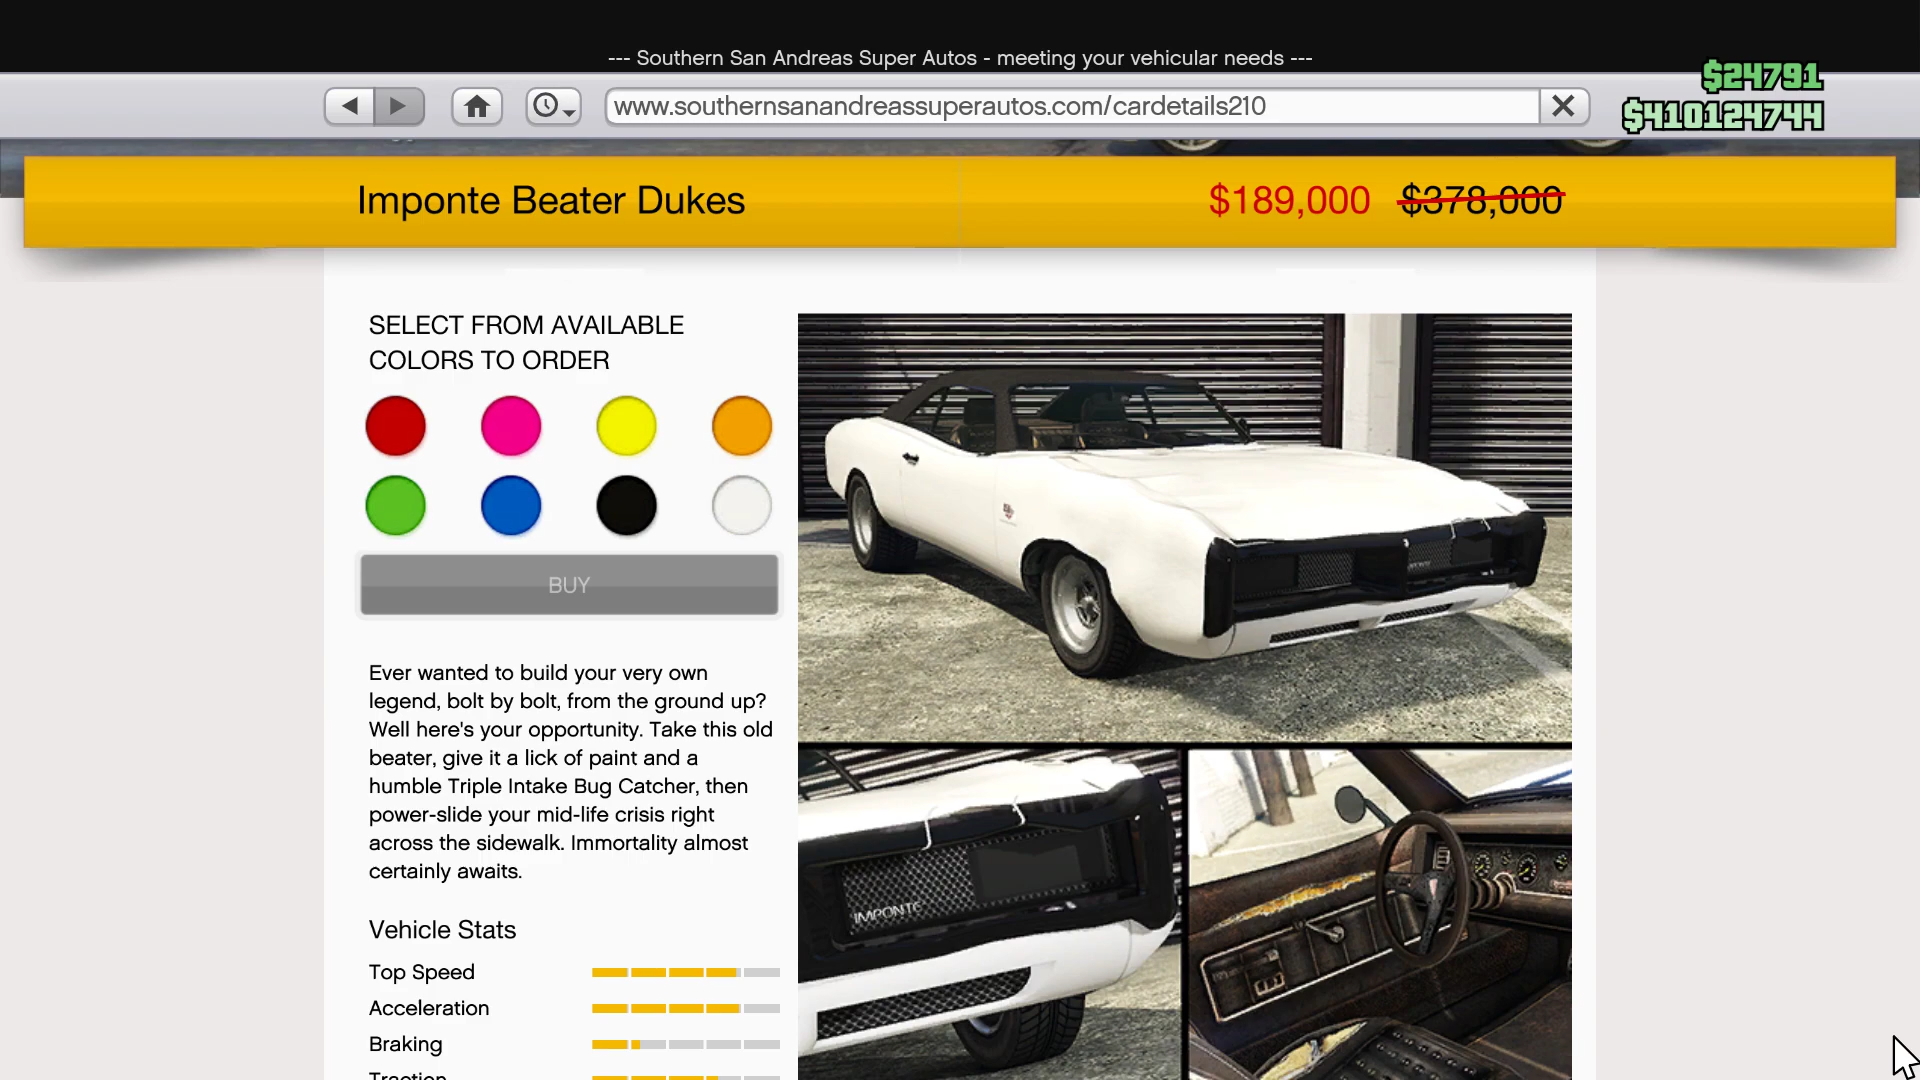 --- Southern San Andreas Super Autos - meeting your vehicular needs ---
$24791
www.southernsanandreassuperautos.com/cardetails210
$410124744
Imponte Beater Dukes
$189,000 $378,000
SELECT FROM AVAILABLE
COLORS TO ORDER
BUY
Ever wanted to build your very own
legend, bolt by bolt, from the ground up?
Well here's your opportunity. Take this old
beater, give it a lick of paint and a
humble Triple Intake Bug Catcher, then
power-slide your mid-life crisis right
across the sidewalk. Immortality almost
certainly awaits.
IMPONTE
Vehicle Stats
Top Speed
Acceleration
Braking
Traction